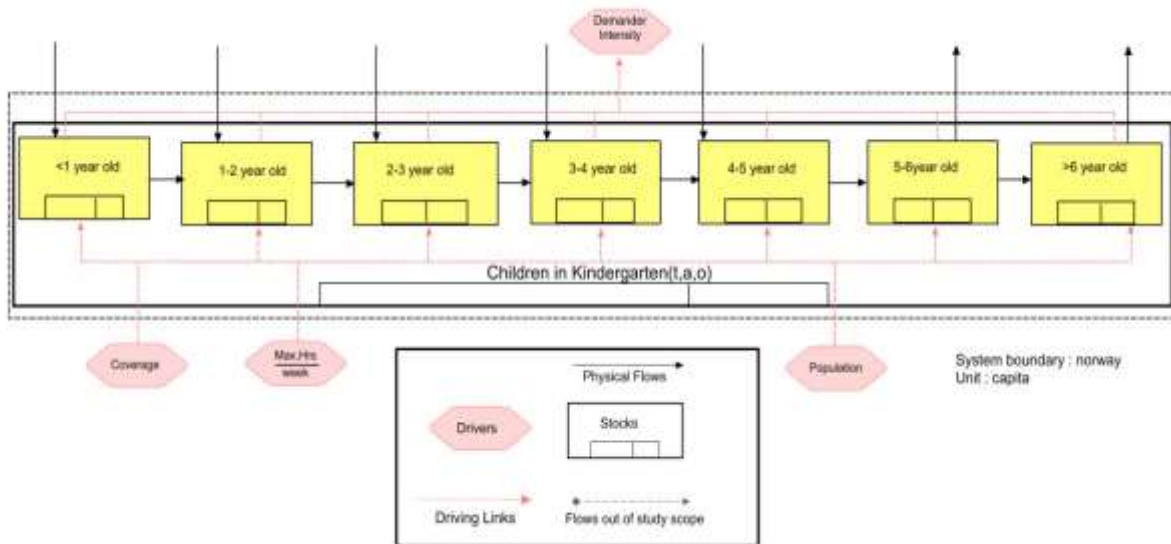 Demander
Intensity
<1 year old
1-2 year old
2-3 year old
3-4 year old
4-5 year old
5-6year old
>6 year old
Children in Kindergarten(t,a,o)
Coverage
Max.Hrs
week
Population
System boundary : norway
Unit : capita
Physical Flows
Drivers
Stocks
Driving Links
Flows out of study scope